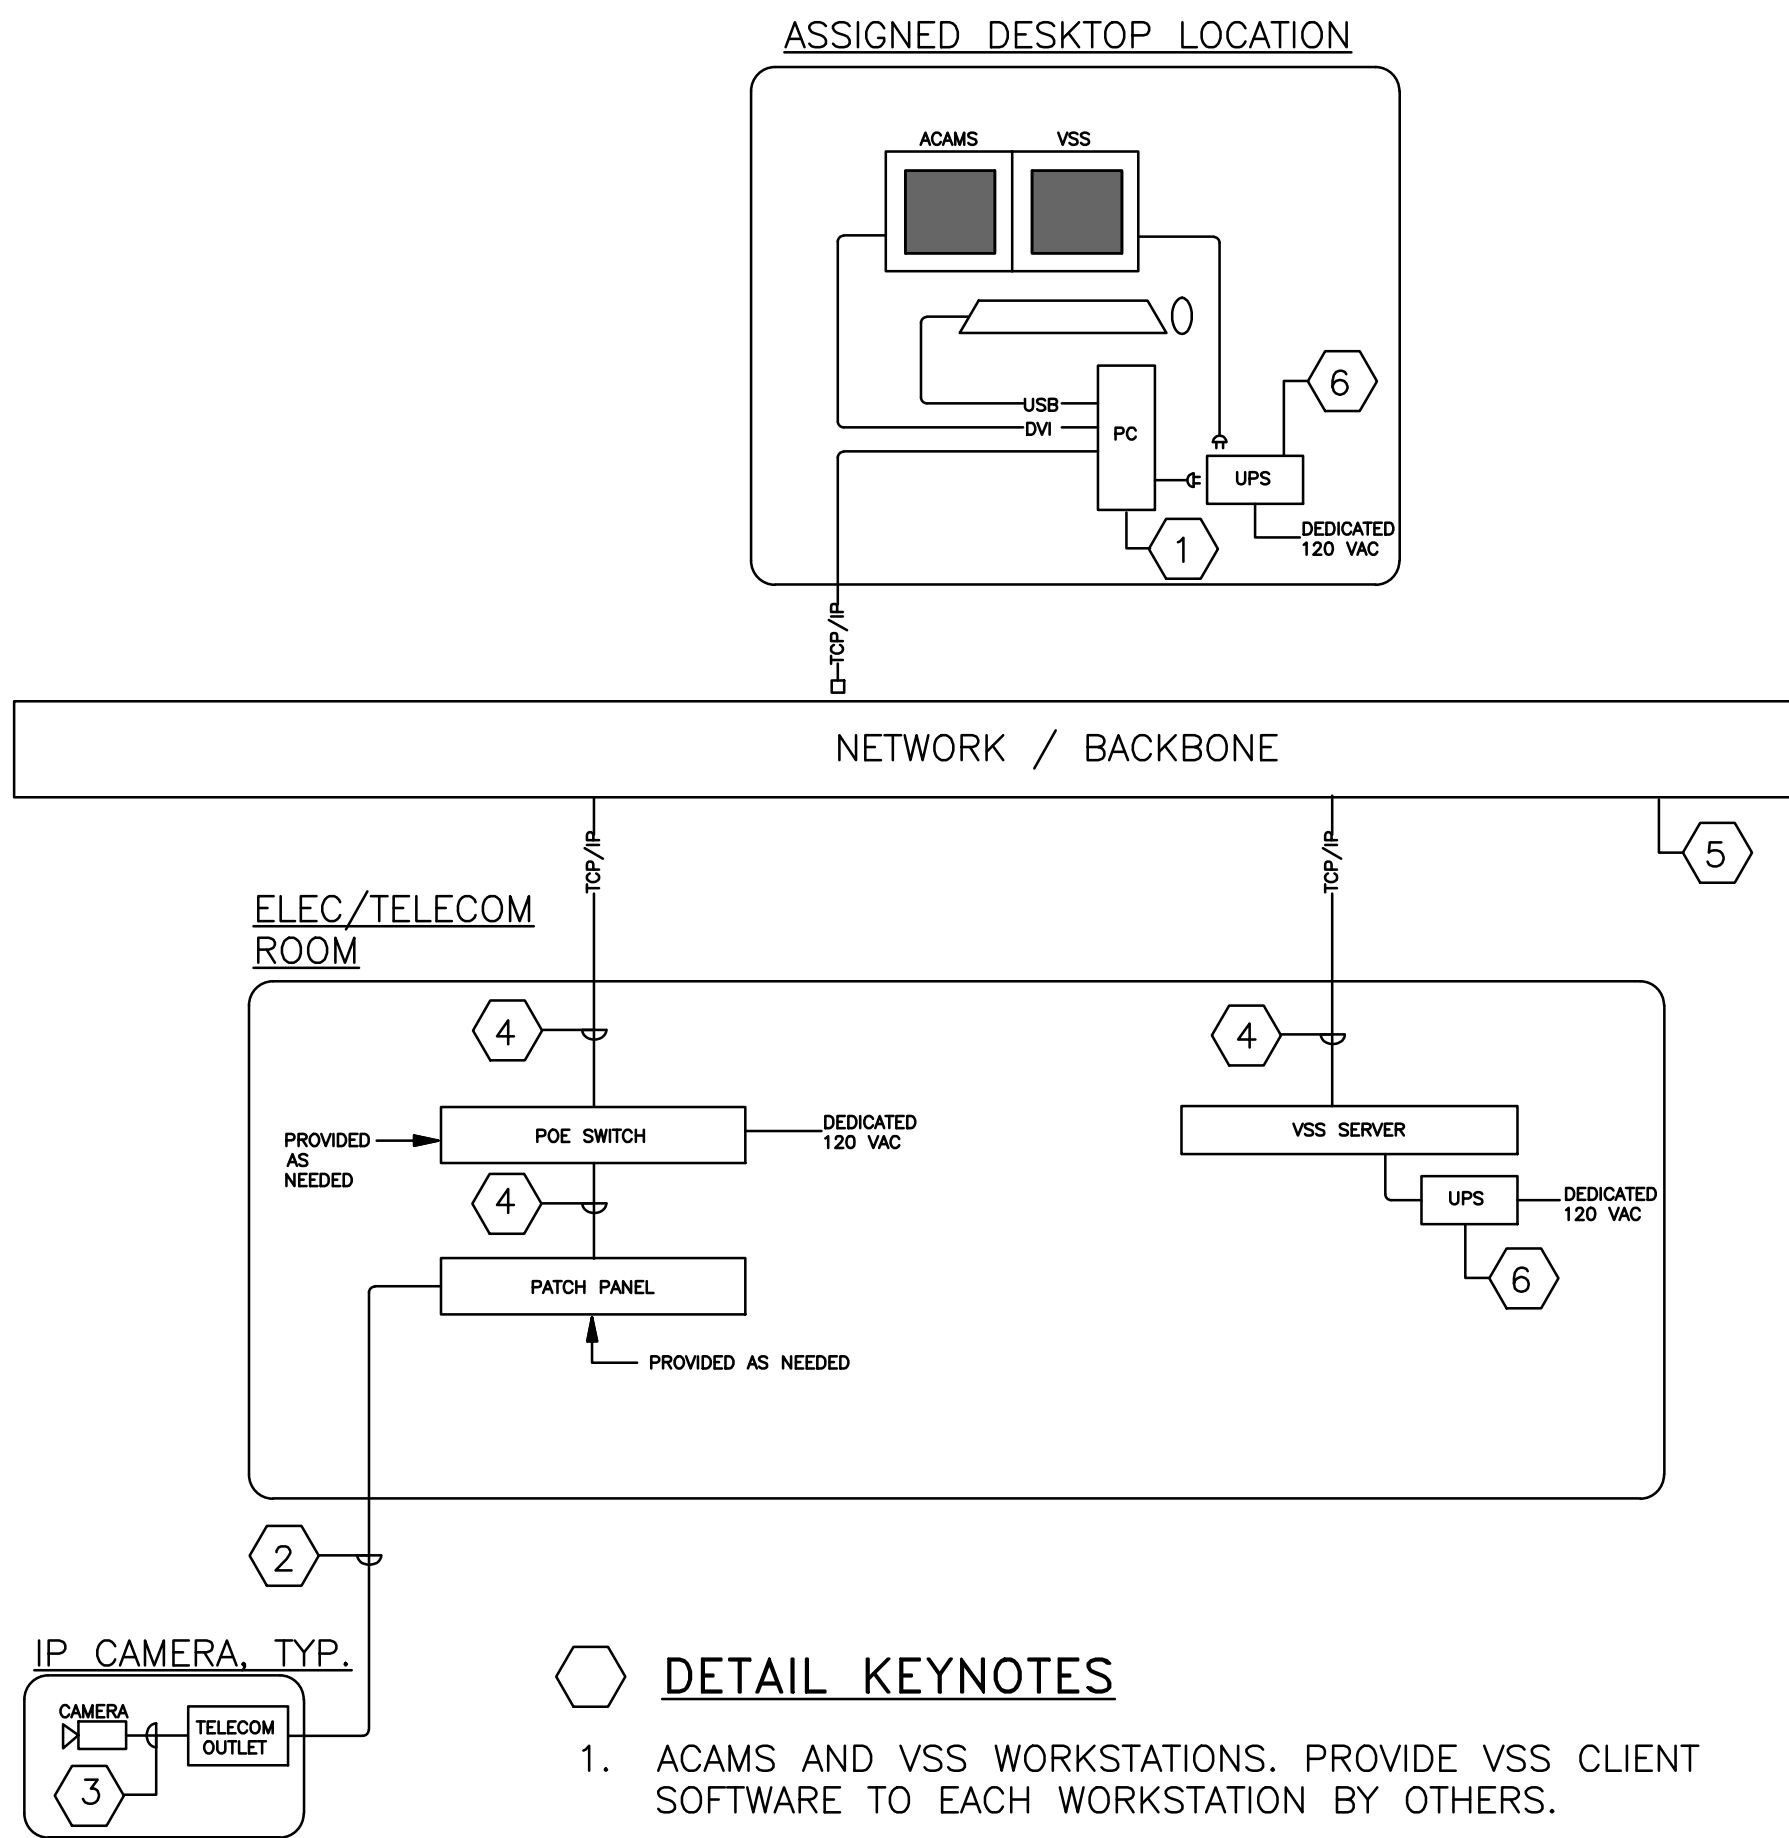 ASSIGNED DESKTOP LOCATION
ACAMS
VSS
6
USB
DVI
PC
UPS
DEDICATED
120 VAC
1
TCP/IP
NETWORK / BACKBONE
TCP/IP
TCP/IP
5
ELEC/TELECOM
ROOM
4
4
PROVIDED
AS
NEEDED
POE SWITCH
DEDICATED
120 VAC
VSS SERVER
4
UPS
DEDICATED
120 VAC
6
PATCH PANEL
PROVIDED AS NEEDED
2
IP CAMERA, TYP.
CAMERA
TELECOM
OUTLET
3
DETAIL KEYNOTES
1. ACAMS AND VSS WORKSTATIONS. PROVIDE VSS CLIENT
SOFTWARE TO EACH WORKSTATION BY OTHERS.